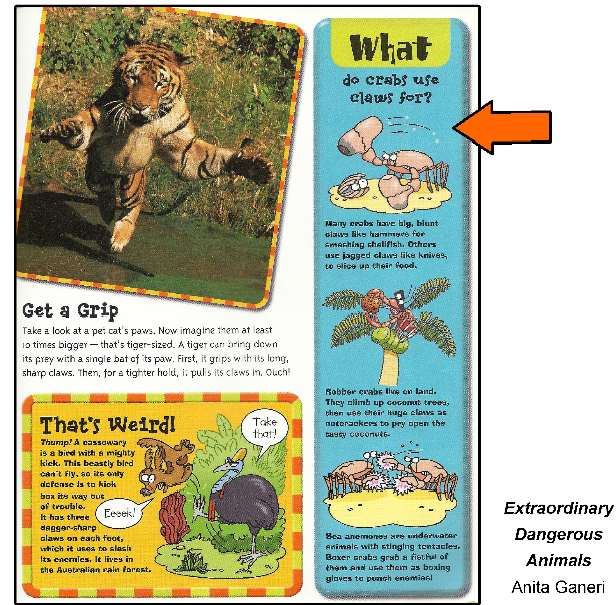 Get a Grip
Take a look at a pet cat's paws. Now imagine them at least
10 times bigger — that's tiger-sized. A tiger can bring down
its prey with a single bat of its paw. First, it grips with its long,
sharp claws. Then, for a tighter hold, it pulls its claws in. Ouch!
That's Weird!
Thump! A cassowary
is a bird with a mighty
kick. This beastly bird
can't fly, so its only
defense is to kick
box its way out
of trouble.
It has three
dagger-sharp
claws on each foot,
which it uses to slash
its enemies. It lives in
the Australian rain forest.
Take
that!
Eeeek!
What
do crabs use
claws for?
Many crabs have big, blunt
claws like hammers for
smashing shellfish. Others
use jagged claws like knives,
to slice up their food.
Robber crabs live on land.
They climb up coconut trees,
then use their huge claws as
nutcrackers to pry open the
tasty coconuts.
Sea anemones are underwater
animals with stinging tentacles.
Boxer crabs grab a fistful of
them and use them as boxing
gloves to punch enemies!
Extraordinary
Dangerous
Animals
Anita Ganeri